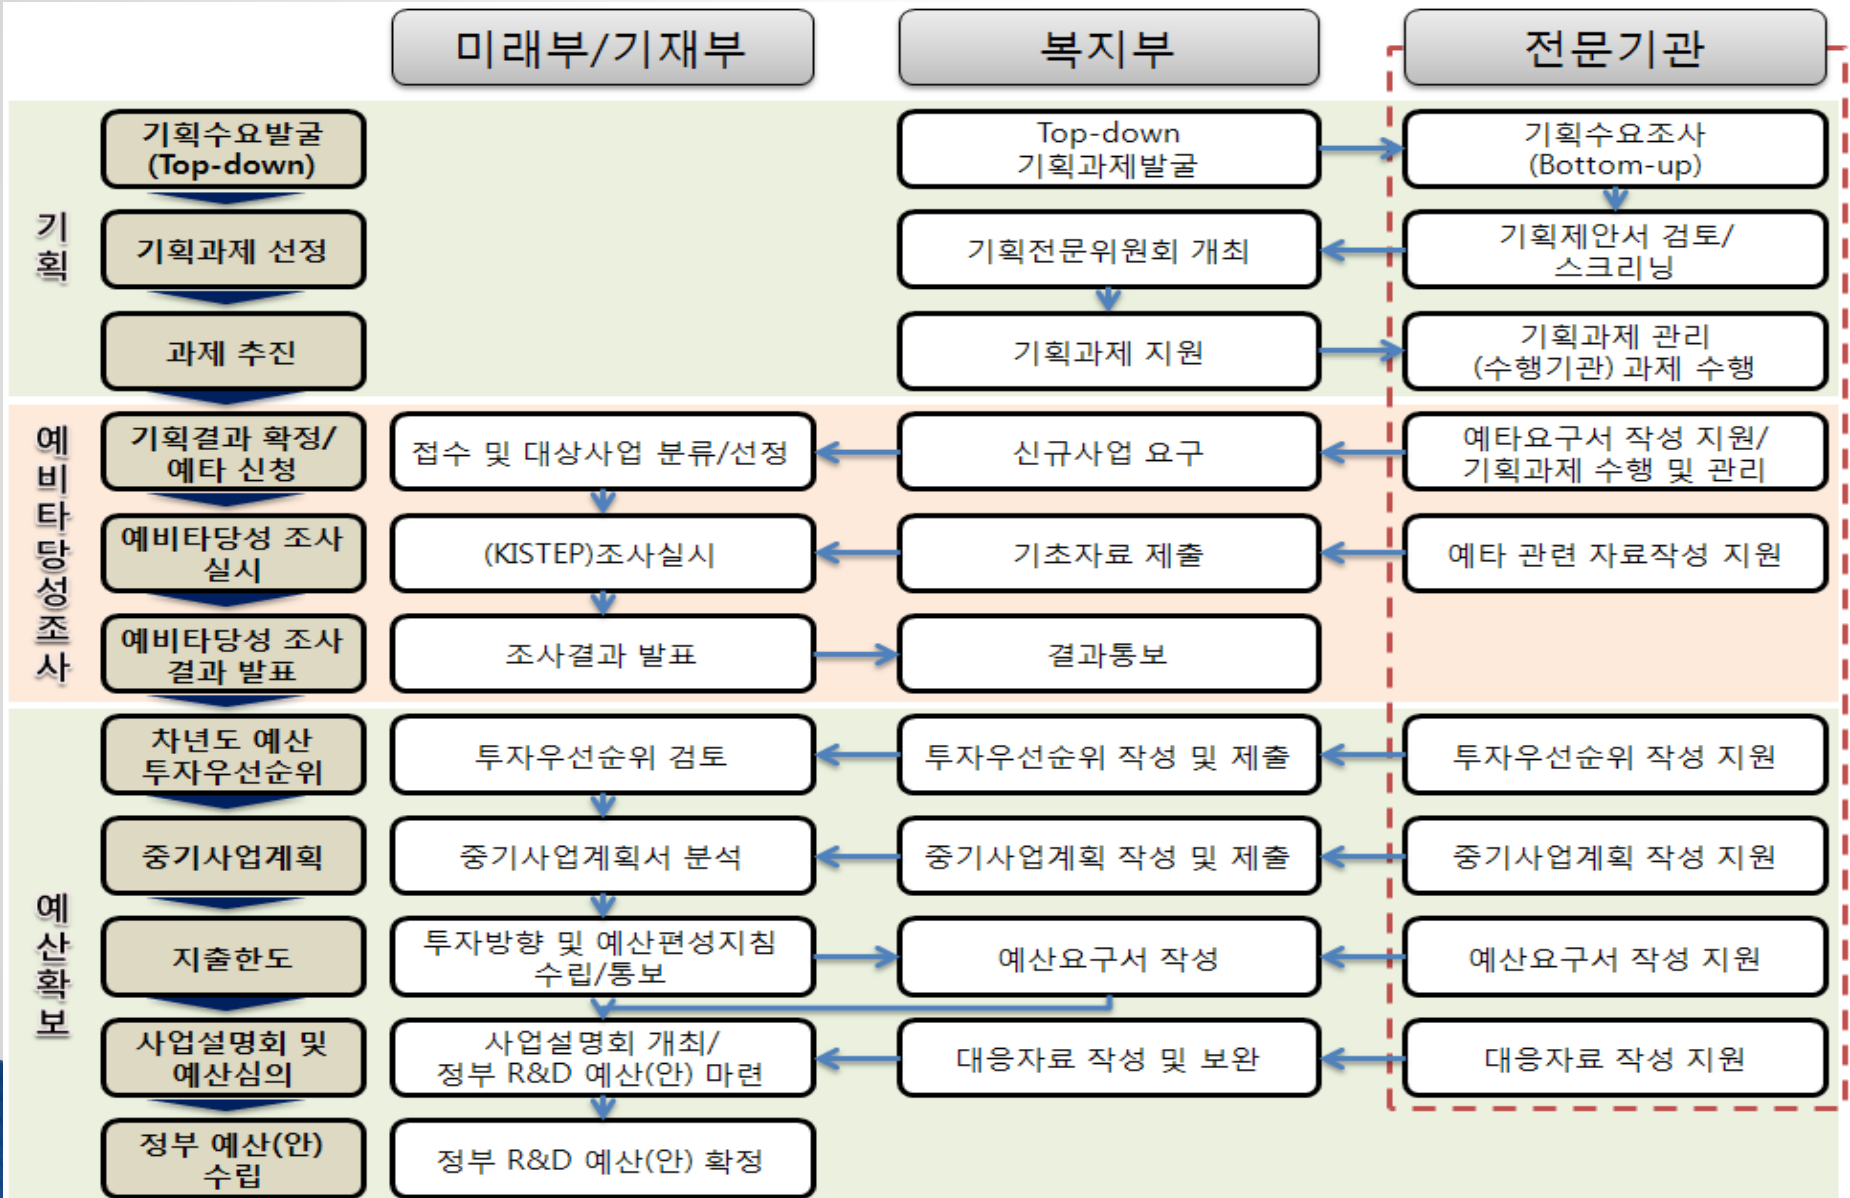 미래부/기재부
복지부
전문기관
기획
기획수요발굴
(Top-down)
Top-down
기획과제발굴
기획수요조사
(Bottom-up)
기획과제 선정
기획전문위원회 개최
기획제안서 검토/
스크리닝
과제 추진
기획과제 지원
기획과제 관리
(수행기관) 과제 수행
예비타당성조사
기획결과 확정/
예타 신청
접수 및 대상사업 분류/선정
신규사업 요구
예타요구서 작성 지원/
기획과제 수행 및 관리
예비타당성 조사
실시
(KISTEP)조사실시
기초자료 제출
예타 관련 자료작성 지원
예비타당성 조사
결과 발표
조사결과 발표
결과통보
예산확보
차년도 예산
투자우선순위
투자우선순위 검토
투자우선순위 작성 및 제출
투자우선순위 작성 지원
중기사업계획
중기사업계획서 분석
중기사업계획 작성 및 제출
중기사업계획 작성 지원
지출한도
투자방향 및 예산편성지침
수립/통보
예산요구서 작성
예산요구서 작성 지원
사업설명회 및
예산심의
사업설명회 개최/
정부 R&D 예산(안) 마련
대응자료 작성 및 보완
대응자료 작성 지원
정부 예산(안)
수립
정부 R&D 예산(안) 확정